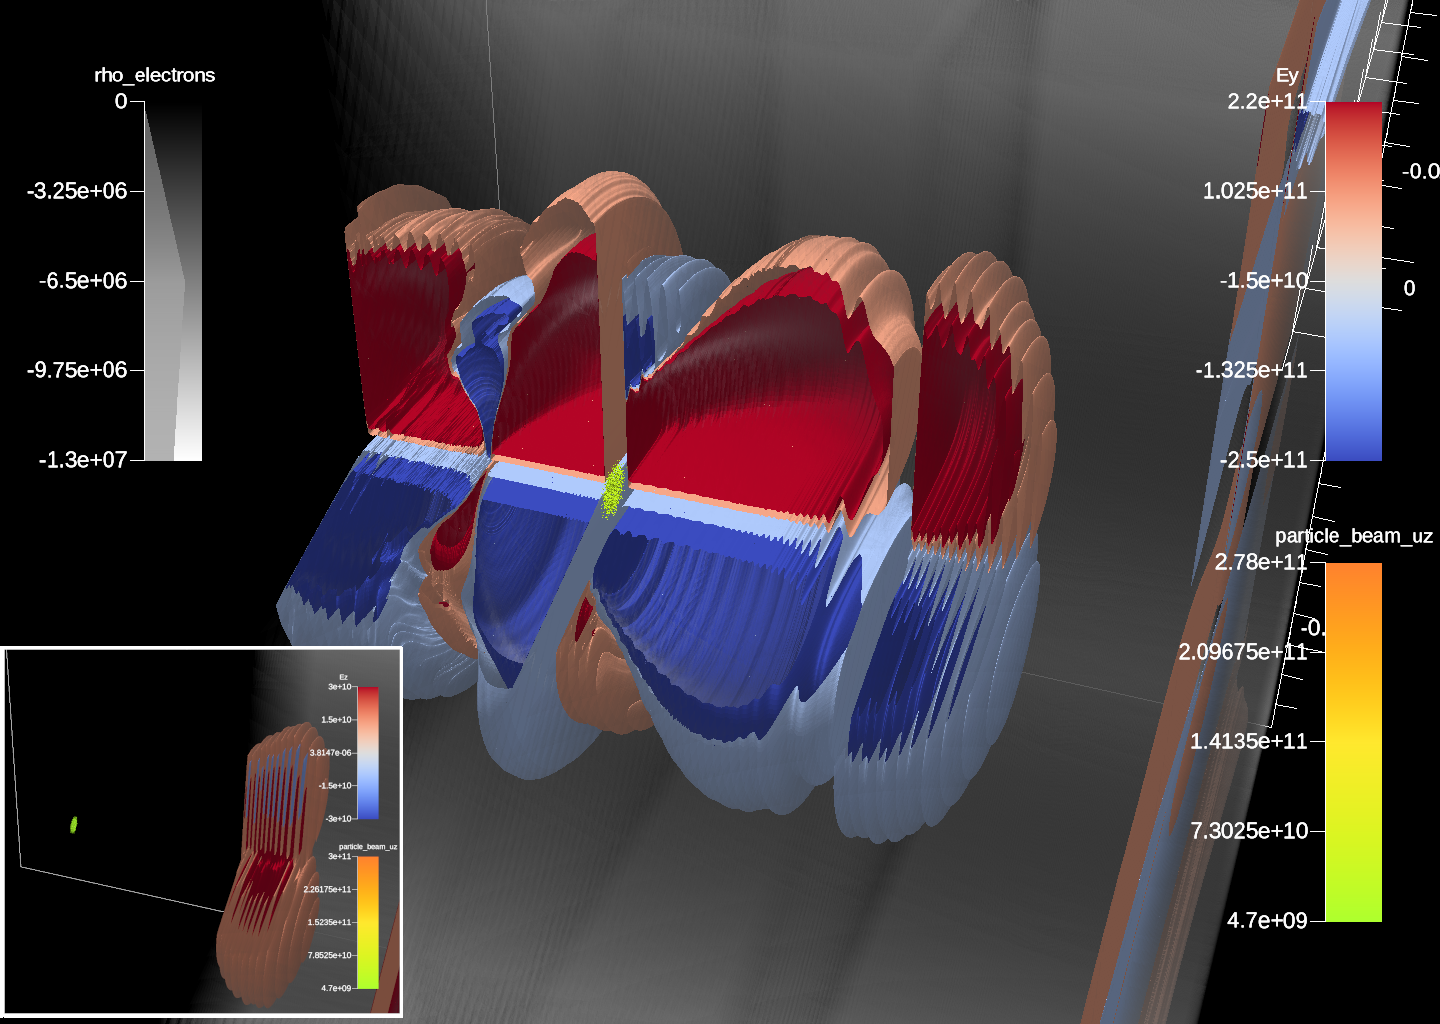 rho_electrons
0
-3.25e+06
-6.5e+06
-9.75e+06
-1.3e+07
Ey
2.2e+11
1.025e+11
-1.5e+10
-1.325e+11
-2.5e+11
-0.0
0
particle_beam_uz
2.78e+11
-0.
2.09675e+11
1.4135e+11
7.3025e+10
4.7e+09
Ez
3e+10
1.5e+10
3.8147e-06
-1.5e+10
-3e+10
particle_beam_uz
3e+11
2.26175e+11
1.5235e+11
7.8525e+10
4.7e+09